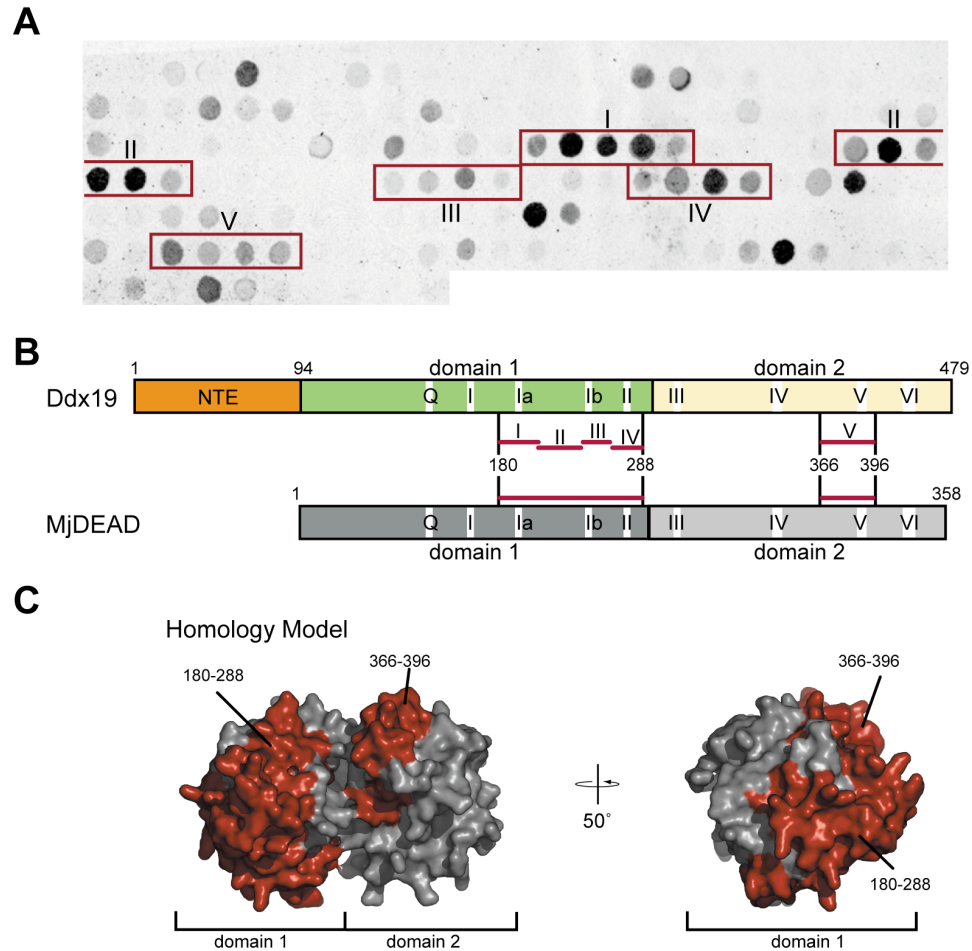 A
I
II
II
III
IV
V
B
1
94
domain 1
domain 2
479
Ddx19
NTE
Q
I
Ia
Ib
II
III
IV
V
VI
I
II
III
IV
V
180
288
366
396
1
358
MjDEAD
Q
I
Ia
Ib
II
III
IV
V
VI
domain 1
domain 2
C
Homology Model
180-288
366-396
366-396
50°
180-288
domain 1
domain 2
domain 1